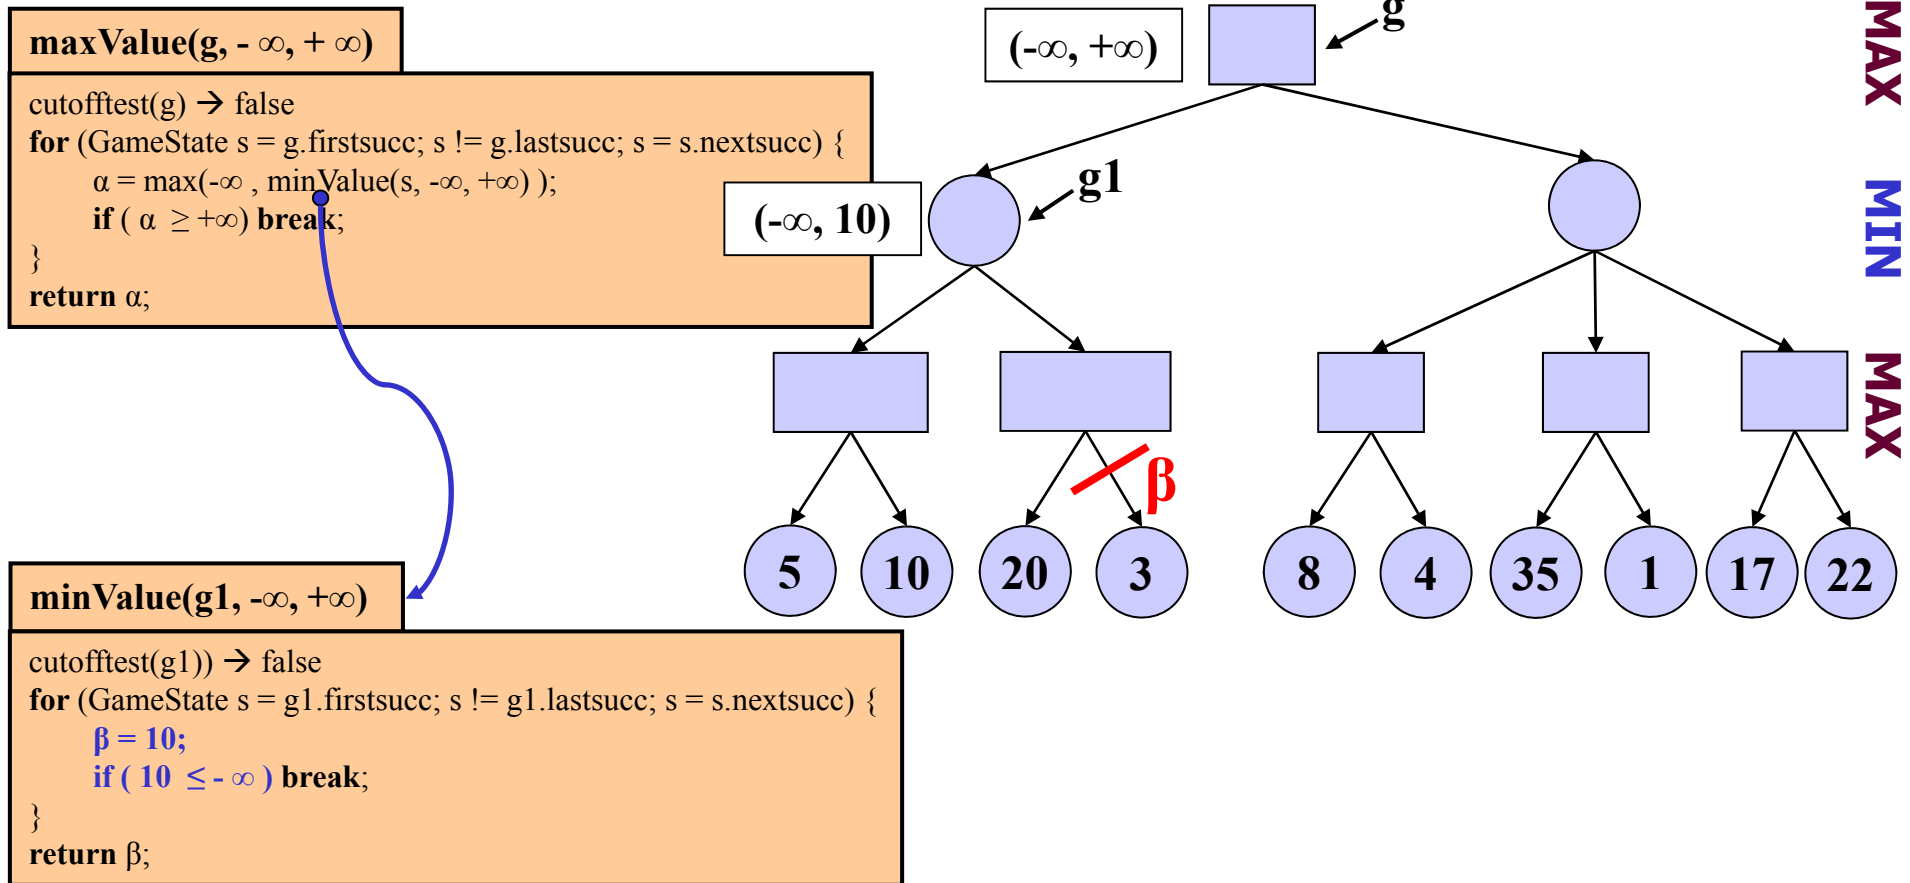 maxValue(g, - ∞, + ∞)
cutofftest(g) → false
for (GameState s = g.firstsucc; s != g.lastsucc; s = s.nextsucc) {
α = max(-∞ , minValue(s, -∞, +∞) );
if ( α ≥ +∞) break;
}
return α;
(-∞, +∞)
g
MAX
(-∞, 10)
g1
MIN
MAX
β
5 10 20 3 8 4 35 1 17 22
minValue(g1, -∞, +∞)
cutofftest(g1)) → false
for (GameState s = g1.firstsucc; s != g1.lastsucc; s = s.nextsucc) {
β = 10;
if ( 10 ≤ - ∞ ) break;
}
return β;